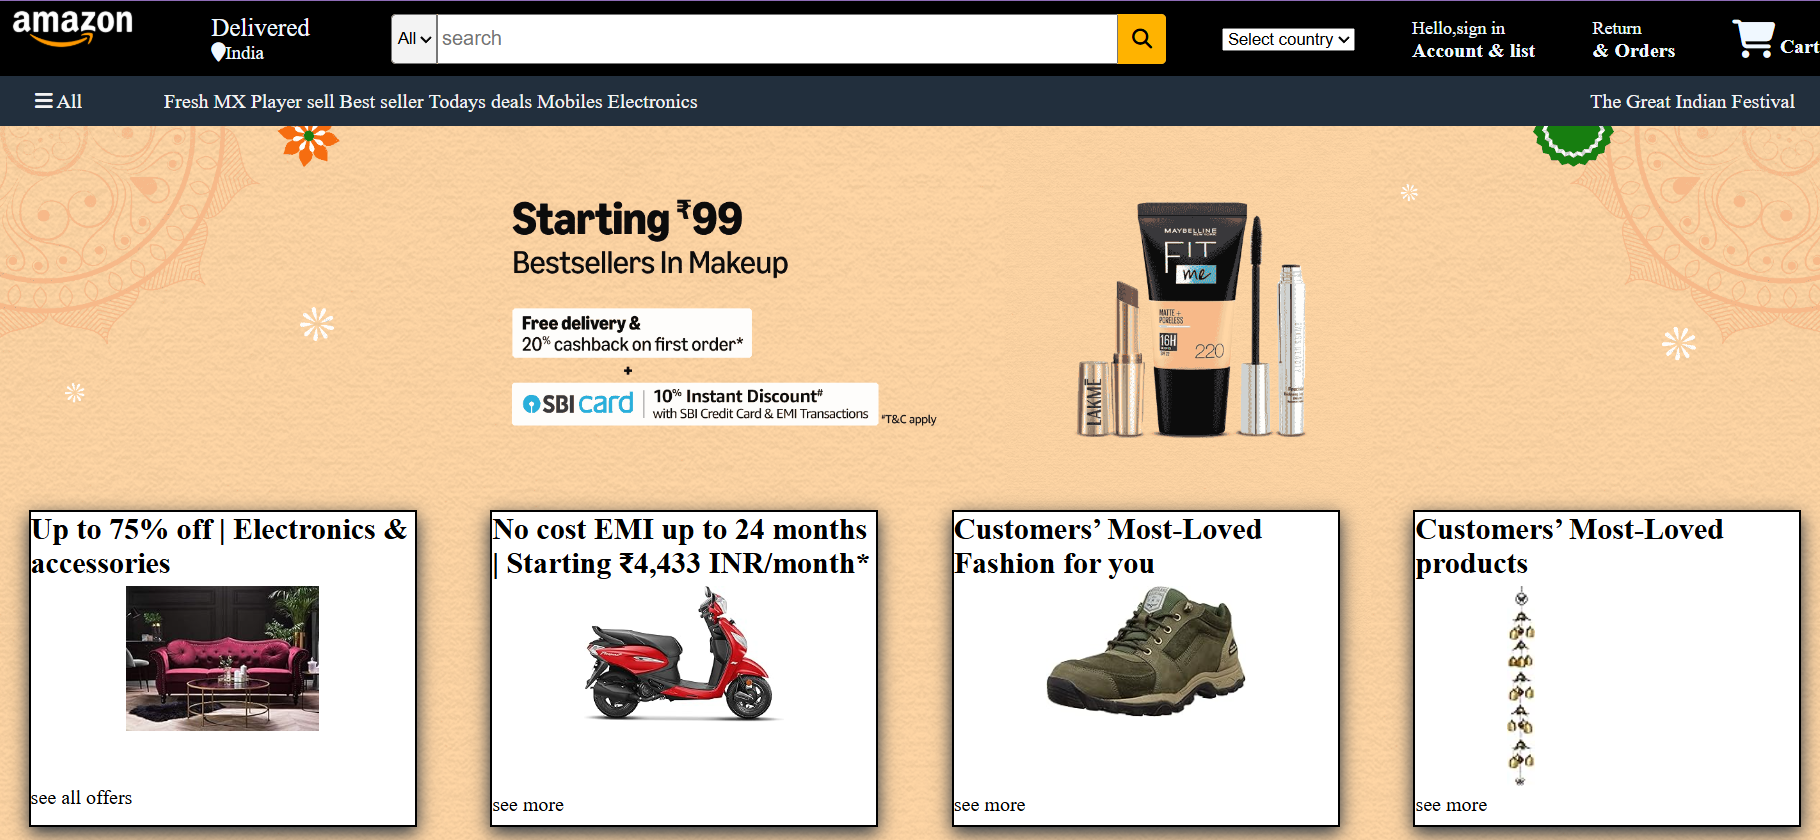 amazon
Delivered
India
All
search
Select country
Hello,sign in
Account & list
Return
& Orders
Cart
All
Fresh MX Player sell Best seller Todays deals Mobiles Electronics
The Great Indian Festival
Starting ₹99
Bestsellers In Makeup
Free delivery &
20% cashback on first order*
+
SBI card
10% Instant Discount#
with SBI Credit Card & EMI Transactions
*T&C apply
MAYBELLINE
FIT
me
MATTE +
PORELESS
16H
220
LAKMÉ
Up to 75% off | Electronics &
accessories
see all offers
No cost EMI up to 24 months
| Starting ₹4,433 INR/month*
see more
Customers’ Most-Loved
Fashion for you
see more
Customers’ Most-Loved
products
see more